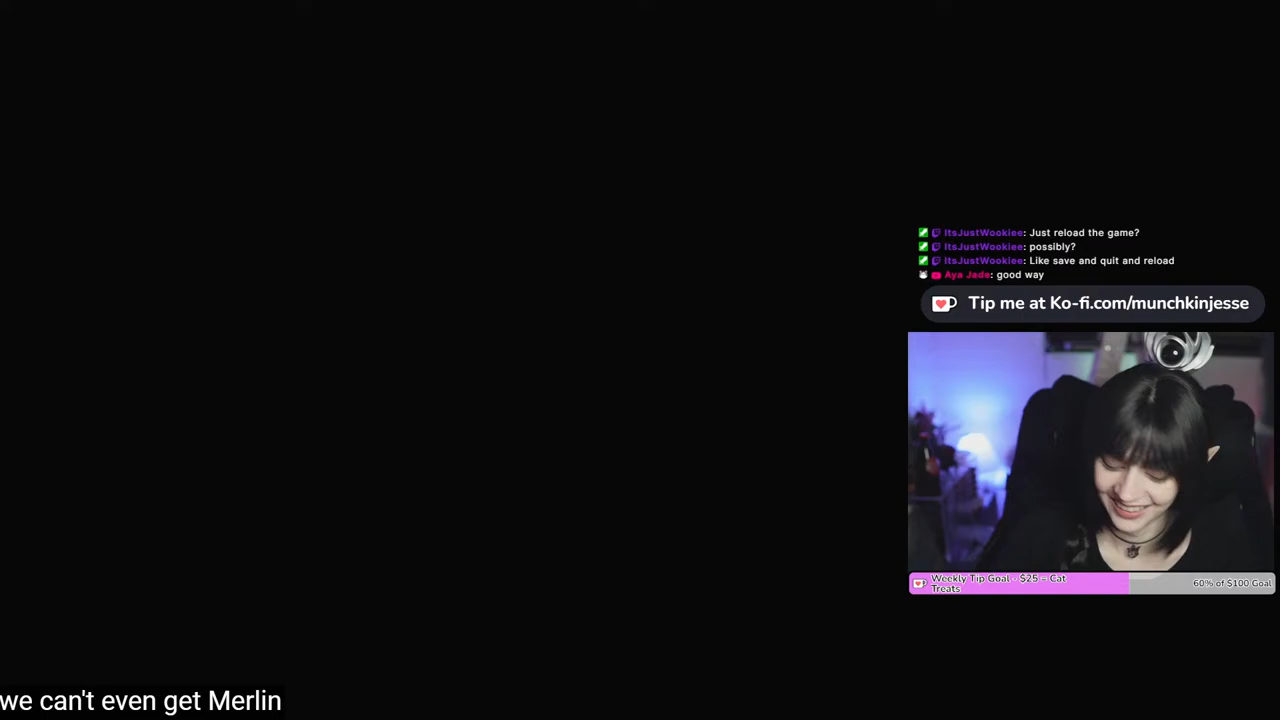 ItsJustWookiee: Just reload the game?
ItsJustWookiee: possibly?
ItsJustWookiee: Like save and quit and reload
Aya Jade: good way
Tip me at Ko-fi.com/munchkinjesse
Weekly Tip Goal - $25 = Cat
Treats
60% of $100 Goal
we can't even get Merlin